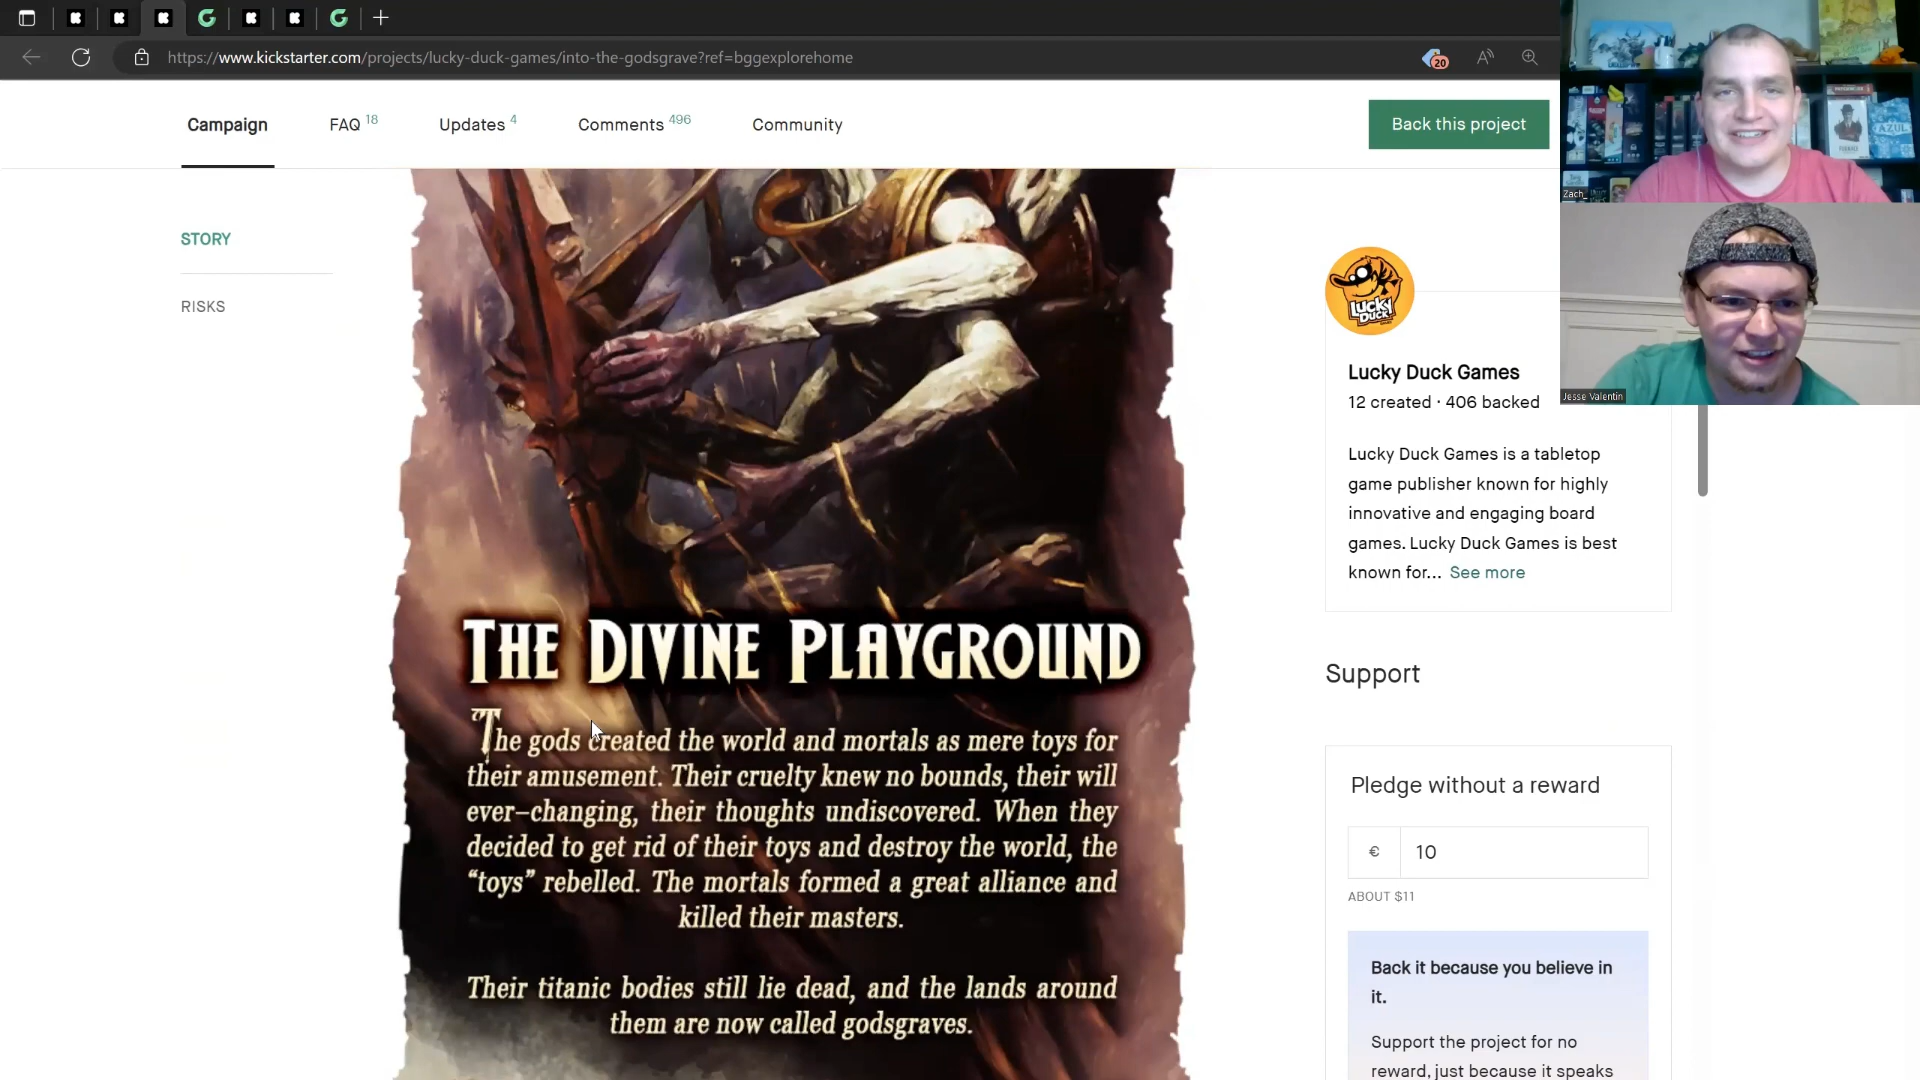 https://www.kickstarter.com/projects/lucky-duck-games/into-the-godsgrave?ref=bggexplorehome
20
Campaign
FAQ 18
Updates 4
Comments 496
Community
Back this project
Zach_
AZUL
STORY
RISKS
Lucky
Duck
Lucky Duck Games
12 created · 406 backed
Jesse Valentin
Lucky Duck Games is a tabletop
game publisher known for highly
innovative and engaging board
games. Lucky Duck Games is best
known for... See more
THE DIVINE PLAYGROUND
The gods created the world and mortals as mere toys for
their amusement. Their cruelty knew no bounds, their will
ever-changing, their thoughts undiscovered. When they
decided to get rid of their toys and destroy the world, the
“toys” rebelled. The mortals formed a great alliance and
killed their masters.
Their titanic bodies still lie dead, and the lands around
them are now called godsgraves.
Support
Pledge without a reward
€ 10
ABOUT $11
Back it because you believe in
it.
Support the project for no
reward, just because it speaks